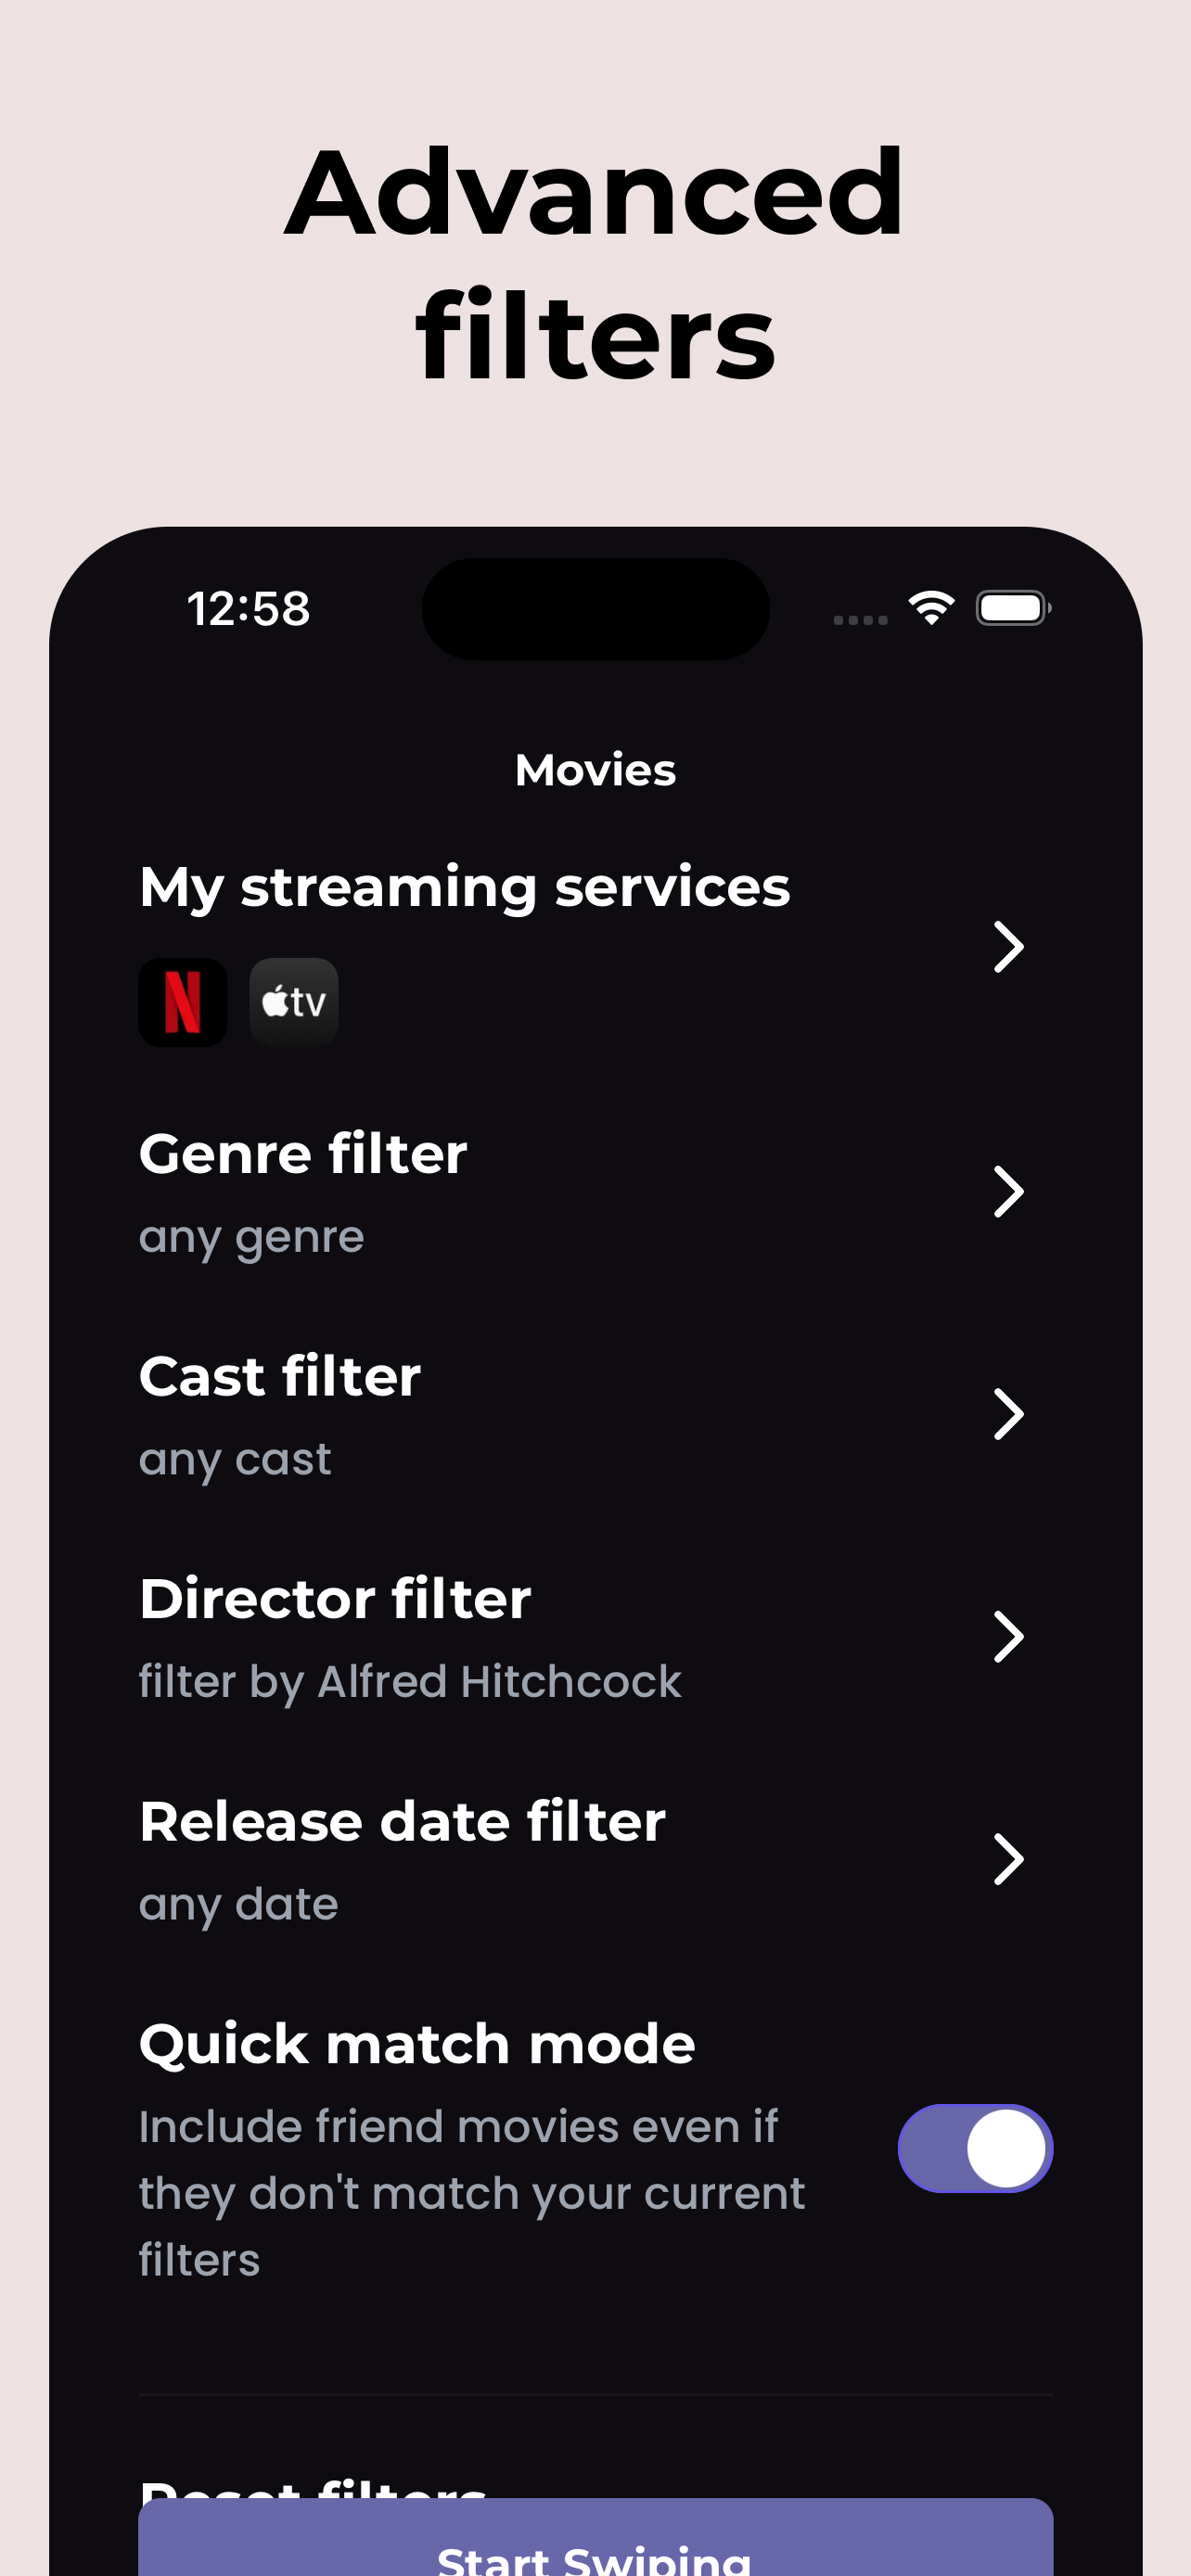 Advanced
filters
12:58
Movies
My streaming services
N
tv
Genre filter
any genre
Cast filter
any cast
Director filter
filter by Alfred Hitchcock
Release date filter
any date
Quick match mode
Include friend movies even if
they don't match your current
filters
Reset filters
Start Swiping